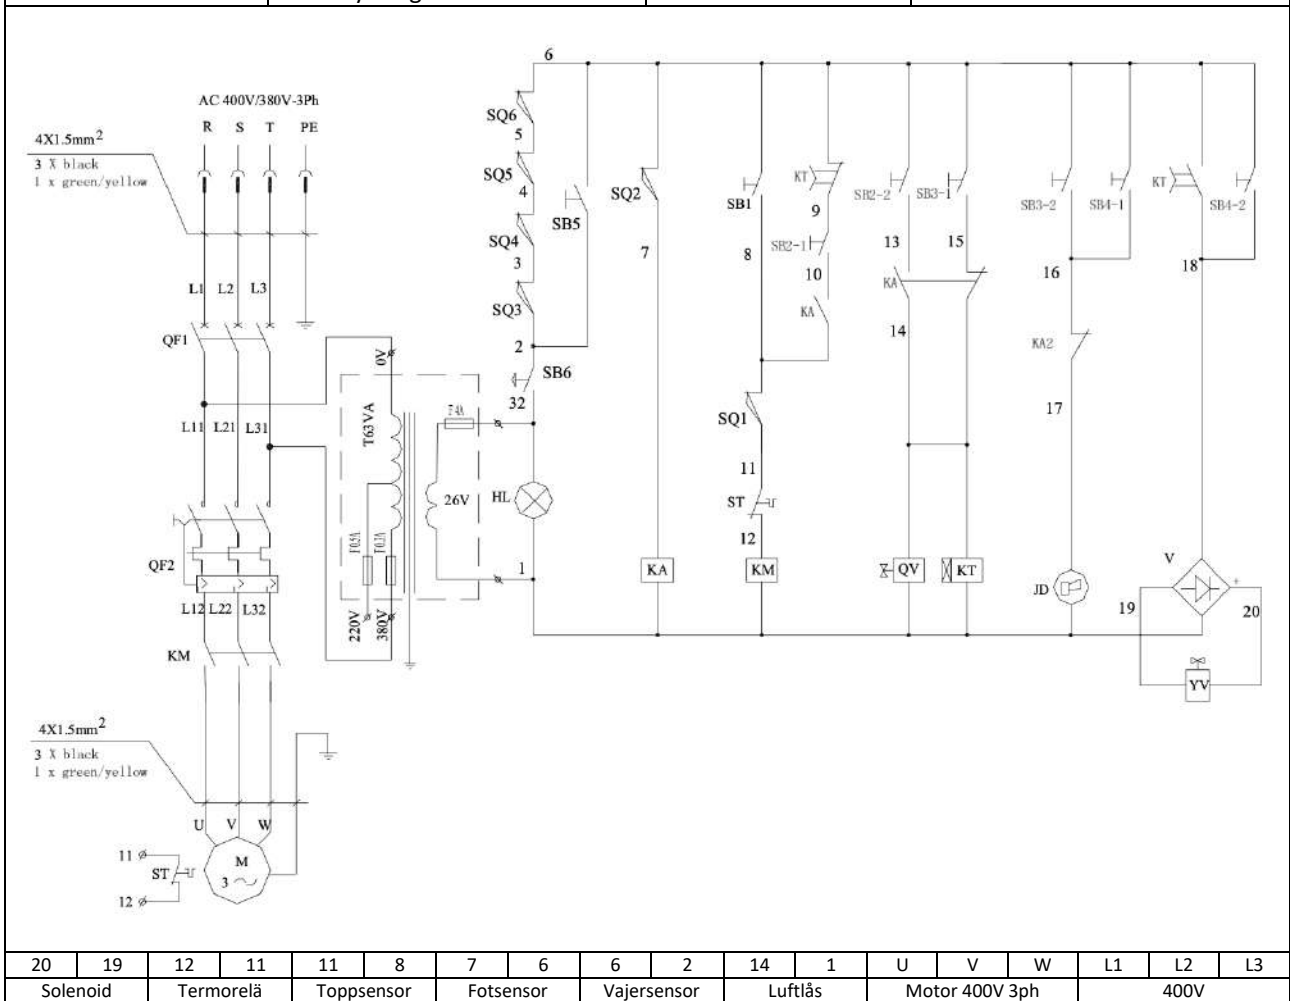 6
AC 400V/380V-3Ph
R S T PE
4X1.5mm2
3 X black
1 x green/yellow
SQ6
5
SQ5
4
SQ4
3
SQ3
2
SB6
32
SB5
SQ2
7
SB1
8
KT
9
SB2-1
10
KA
SQ1
11
ST
12
KM
SB2-2
SB3-1
13
15
KA
14
SB3-2
SB4-1
16
KA2
17
KT
SB4-2
18
L1 L2 L3
QF1
0V
T63VA
F4A
26V
HL
1
L11 L21 L31
F0.5A
220V
380V
QF2
L12 L22 L32
KM
KA
QV
KT
JD
V
+
19
20
YV
4X1.5mm2
3 X black
1 x green/yellow
U V W
M
3
11
ST
12
20 19 12 11 11 8 7 6 6 2 14 1 U V W L1 L2 L3
Solenoid Termorelä Toppsensor Fotsensor Vajersensor Luftlås Motor 400V 3ph 400V